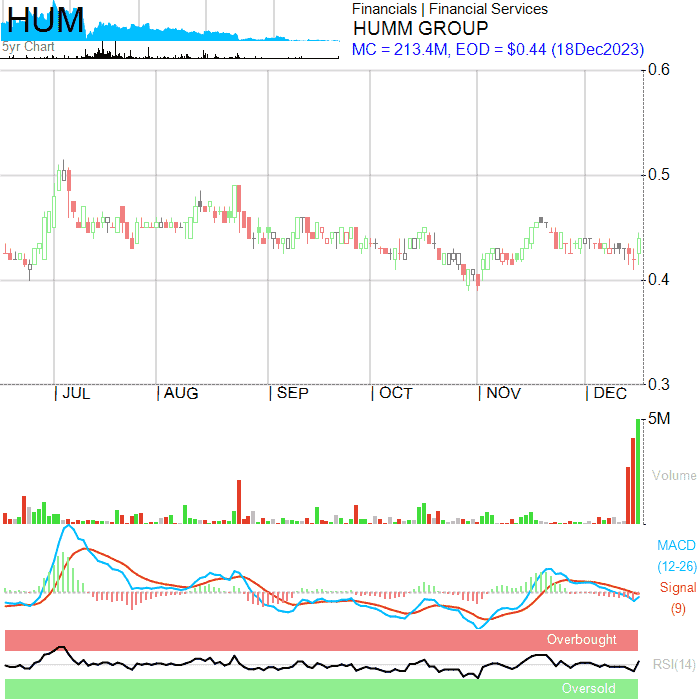 HUM
5yr Chart
Financials | Financial Services
HUMM GROUP
MC = 213.4M, EOD = $0.44 (18Dec2023)
0.6
0.5
0.4
0.3
| JUL | AUG | SEP | OCT | NOV | DEC
5M
Volume
MACD
(12-26)
Signal
(9)
Overbought
RSI(14)
Oversold